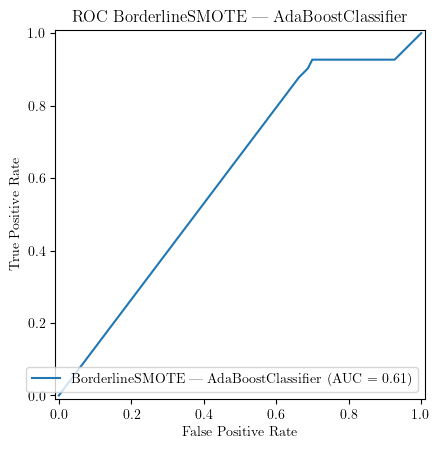 ROC BorderlineSMOTE — AdaBoostClassifier
1.0
0.8
0.6
0.4
0.2
0.0
True Positive Rate
BorderlineSMOTE — AdaBoostClassifier (AUC = 0.61)
0.0 0.2 0.4 0.6 0.8 1.0
False Positive Rate